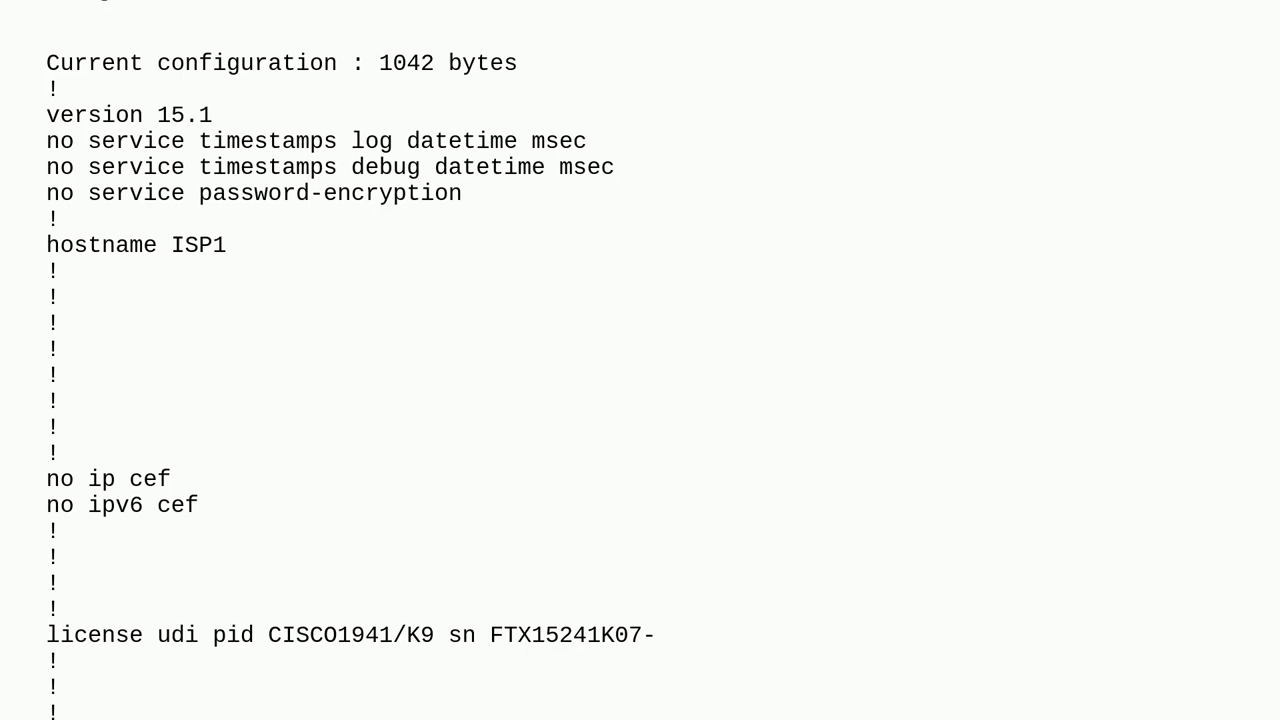 Current configuration : 1042 bytes
!
version 15.1
no service timestamps log datetime msec
no service timestamps debug datetime msec
no service password-encryption
!
hostname ISP1
!
!
!
!
!
!
!
!
no ip cef
no ipv6 cef
!
!
!
!
license udi pid CISCO1941/K9 sn FTX15241K07-
!
!
!